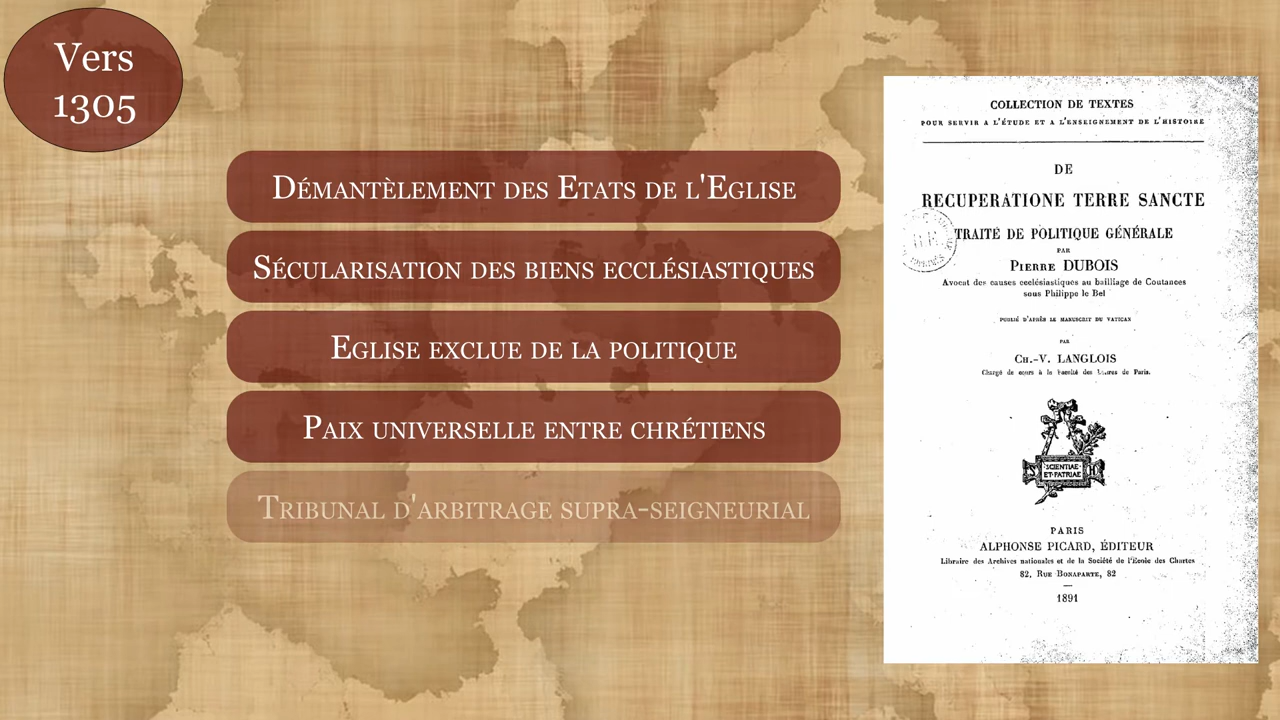 Vers
1305
Démantèlement des Etats de l'Eglise
Sécularisation des biens ecclésiastiques
Eglise exclue de la politique
Paix universelle entre chrétiens
Tribunal d'arbitrage supra-seigneurial
COLLECTION DE TEXTES
POUR SERVIR A L'ÉTUDE ET A L'ENSEIGNEMENT DE L'HISTOIRE
DE
RECUPERATIONE TERRE SANCTE
TRAITÉ DE POLITIQUE GÉNÉRALE
PAR
Pierre DUBOIS
Avocat des causes ecclésiastiques au bailliage de Coutances
sous Philippe le Bel
PUBLIÉ D'APRÈS LE MANUSCRIT DU VATICAN
PAR
Ch.-V. LANGLOIS
Chargé de cours à la Faculté des Lettres de Paris.
SCIENTIAE
ET·PATRIAE
PARIS
ALPHONSE PICARD, ÉDITEUR
Libraire des Archives nationales et de la Société de l'Ecole des Chartes
82, Rue Bonaparte, 82
1891